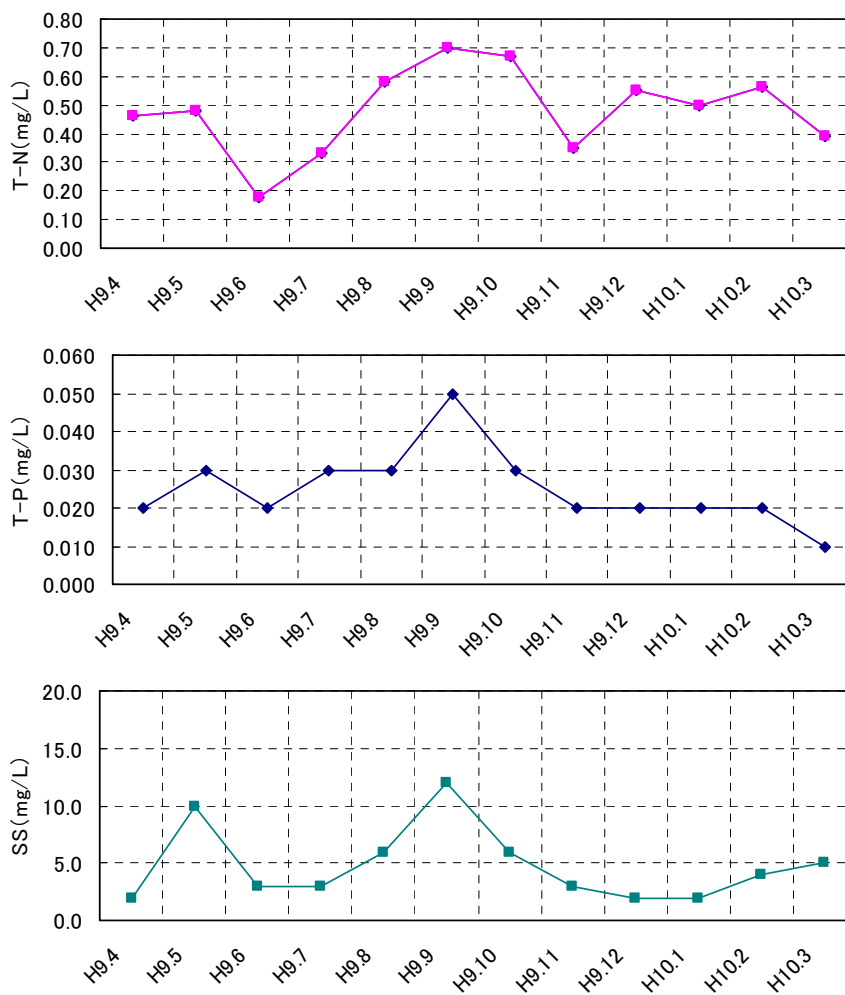 T-N(mg/L)
0.80
0.70
0.60
0.50
0.40
0.30
0.20
0.10
0.00
H9.4
H9.5
H9.6
H9.7
H9.8
H9.9
H9.10
H9.11
H9.12
H10.1
H10.2
H10.3
T-P(mg/L)
0.060
0.050
0.040
0.030
0.020
0.010
0.000
H9.4
H9.5
H9.6
H9.7
H9.8
H9.9
H9.10
H9.11
H9.12
H10.1
H10.2
H10.3
SS(mg/L)
20.0
15.0
10.0
5.0
0.0
H9.4
H9.5
H9.6
H9.7
H9.8
H9.9
H9.10
H9.11
H9.12
H10.1
H10.2
H10.3